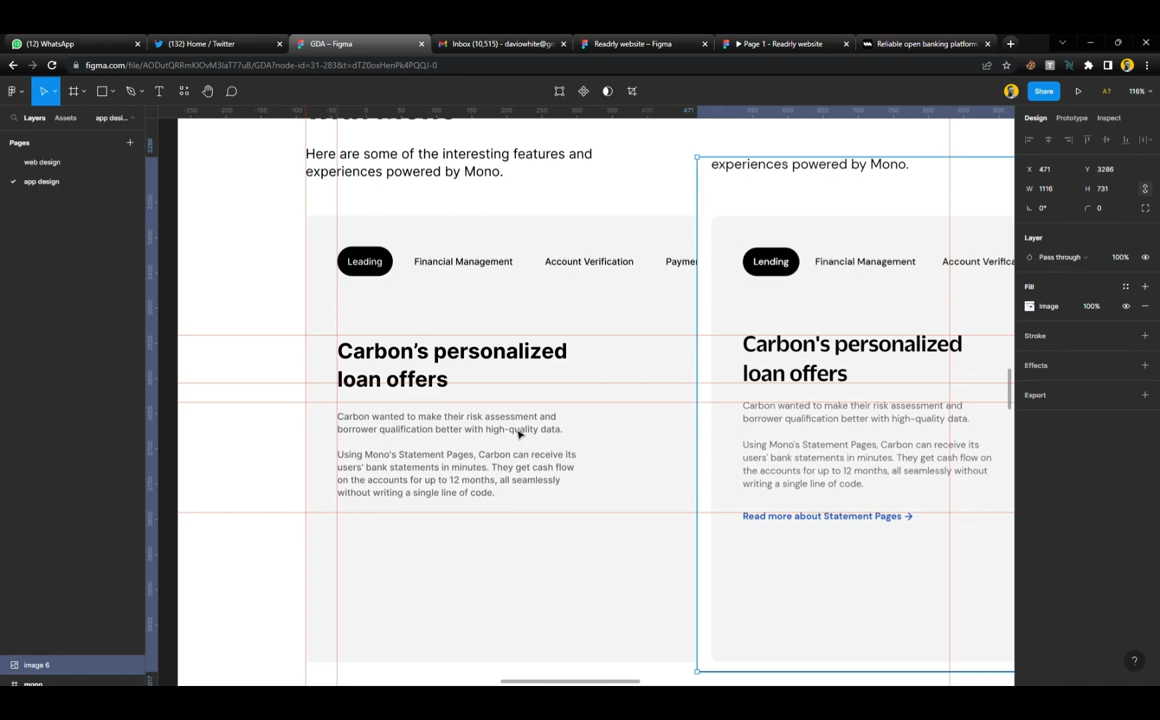 (12) WhatsApp
(132) Home / Twitter
GDA – Figma
Inbox (10,515) - daviowhite@g
Readrly website – Figma
Page 1 - Readrly website
Reliable open banking platform
figma.com/file/AODutQRRmKlOvM3laT77uB/GDA?node-id=31-283&t=dTZ0oxHenPk4PQQJ-0
Share
A?
116%
Layers
Assets
app desi...
Pages
web design
app design
image 6
mono
Here are some of the interesting features and
experiences powered by Mono.
Leading
Financial Management
Account Verification
Paymer
Carbon's personalized
loan offers
Carbon wanted to make their risk assessment and
borrower qualification better with high-quality data.
Using Mono's Statement Pages, Carbon can receive its
users' bank statements in minutes. They get cash flow
on the accounts for up to 12 months, all seamlessly
without writing a single line of code.
experiences powered by Mono.
Lending
Financial Management
Account Verifica
Carbon's personalized
loan offers
Carbon wanted to make their risk assessment and
borrower qualification better with high-quality data.
Using Mono's Statement Pages, Carbon can receive its
users' bank statements in minutes. They get cash flow on
the accounts for up to 12 months, all seamlessly without
writing a single line of code.
Read more about Statement Pages →
Design
Prototype
Inspect
X 471
Y 3286
W 1116
H 731
0°
0
Layer
Pass through
100%
Fill
Image
100%
Stroke
Effects
Export
?